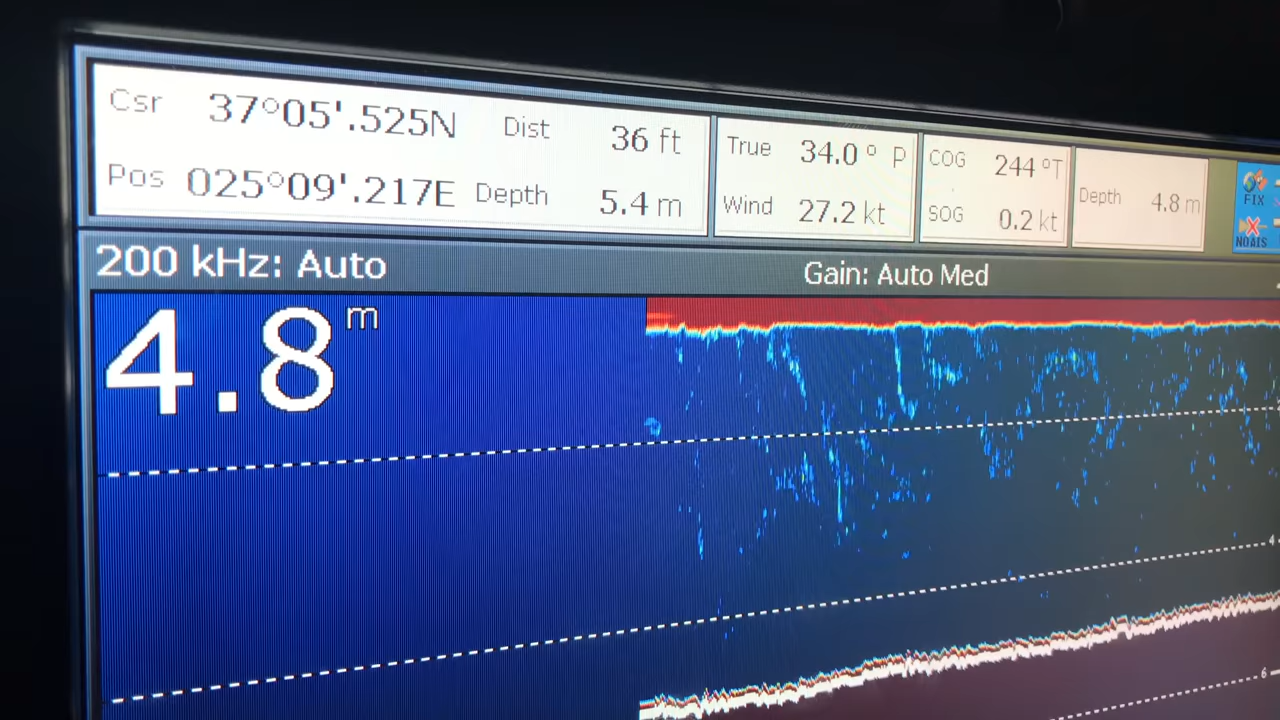 Csr 37°05'.525N Dist 36 ft
Pos 025°09'.217E Depth 5.4 m
True 34.0 ° P
Wind 27.2 kt
COG 244 °T
SOG 0.2 kt
Depth 4.8 m
FIX
NOAIS
200 kHz: Auto
Gain: Auto Med
4.8 m
4
6